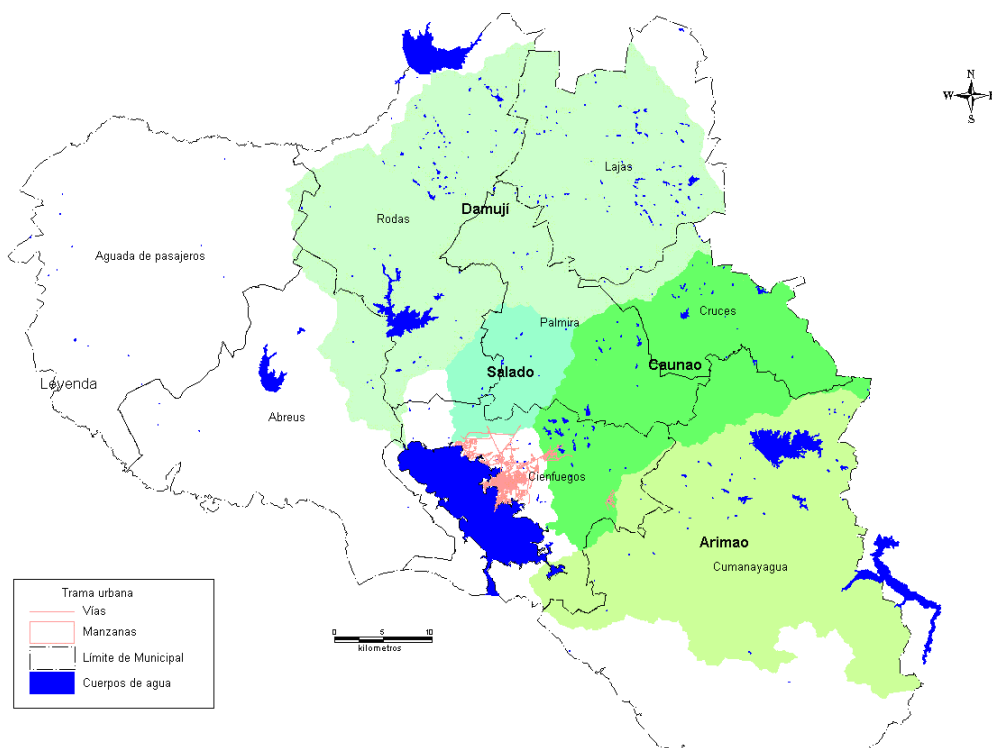 N
W
E
S
Lajas
Rodas
Damují
Aguada de pasajeros
Cruces
Palmira
Caunao
Salado
Leyenda
Abreus
Cienfuegos
Arimao
Cumanayagua
Trama urbana
Vías
Manzanas
Límite de Municipal
Cuerpos de agua
0 5 10
kilometros